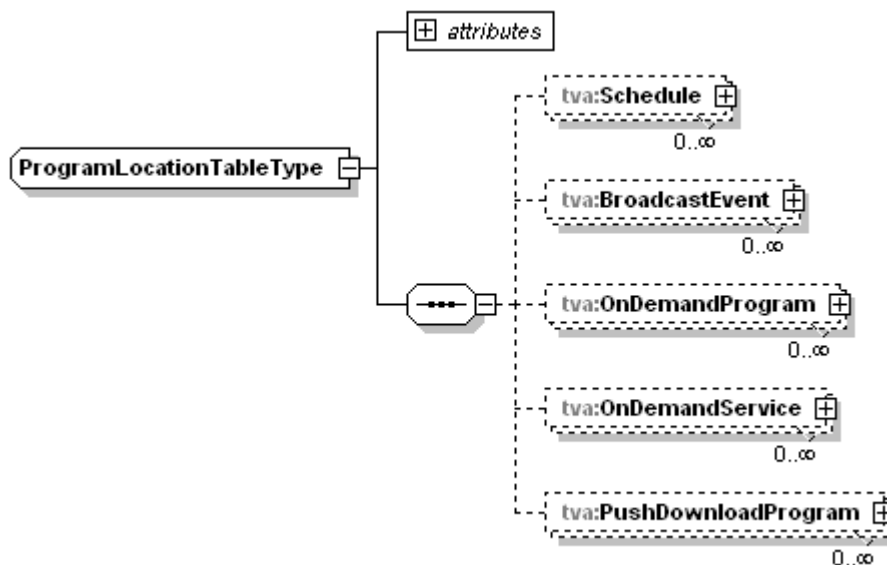 attributes
tva:Schedule
0..∞
ProgramLocationTableType
tva:BroadcastEvent
0..∞
tva:OnDemandProgram
0..∞
tva:OnDemandService
0..∞
tva:PushDownloadProgram
0..∞